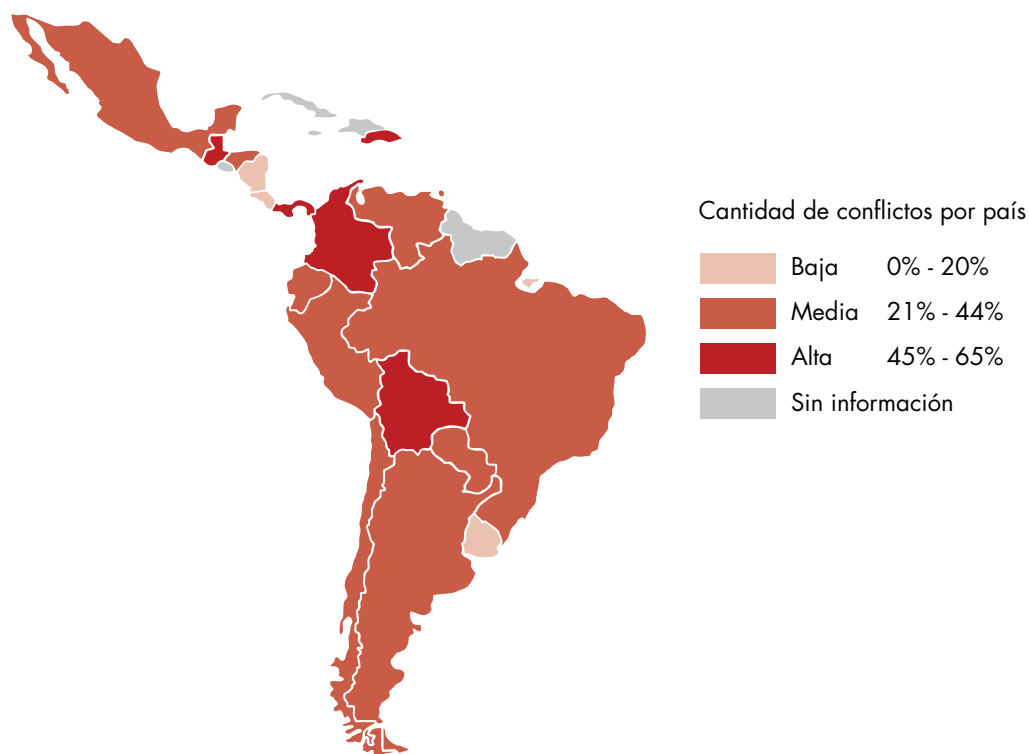 Cantidad de conflictos por país
Baja 0% - 20%
Media 21% - 44%
Alta 45% - 65%
Sin información